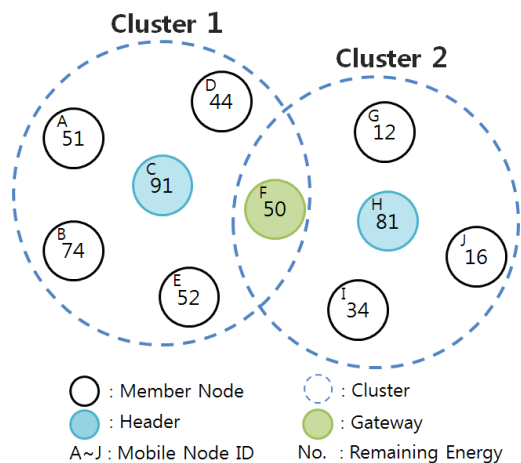 Cluster 1
Cluster 2
D
44
G
12
A
51
C
91
F
50
H
81
B
74
J
16
E
52
I
34
: Member Node
: Cluster
: Header
: Gateway
A~J : Mobile Node ID
No. : Remaining Energy